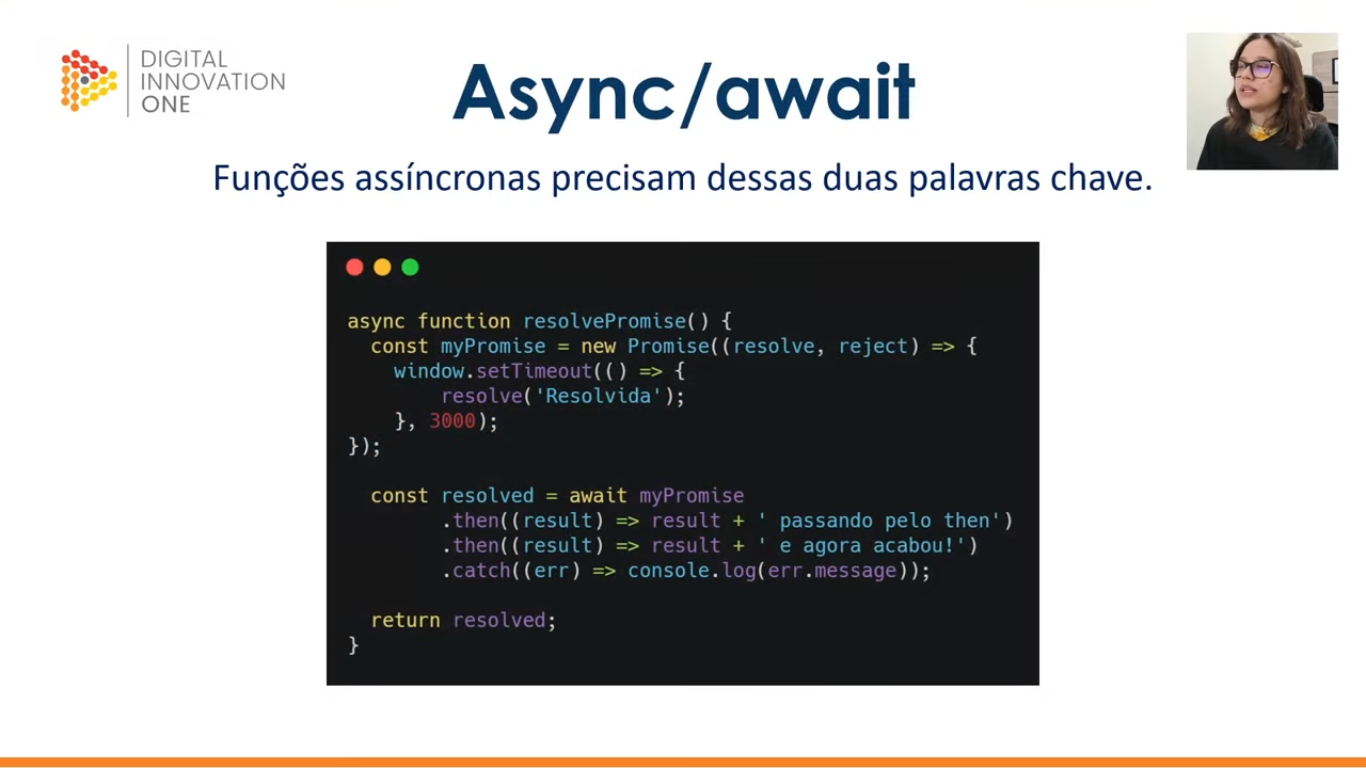 DIGITAL
INNOVATION
ONE
Async/await
Funções assíncronas precisam dessas duas palavras chave.
async function resolvePromise() {
  const myPromise = new Promise((resolve, reject) => {
    window.setTimeout(() => {
        resolve('Resolvida');
    }, 3000);
});
  const resolved = await myPromise
        .then((result) => result + ' passando pelo then')
        .then((result) => result + ' e agora acabou!')
        .catch((err) => console.log(err.message));
  return resolved;
}